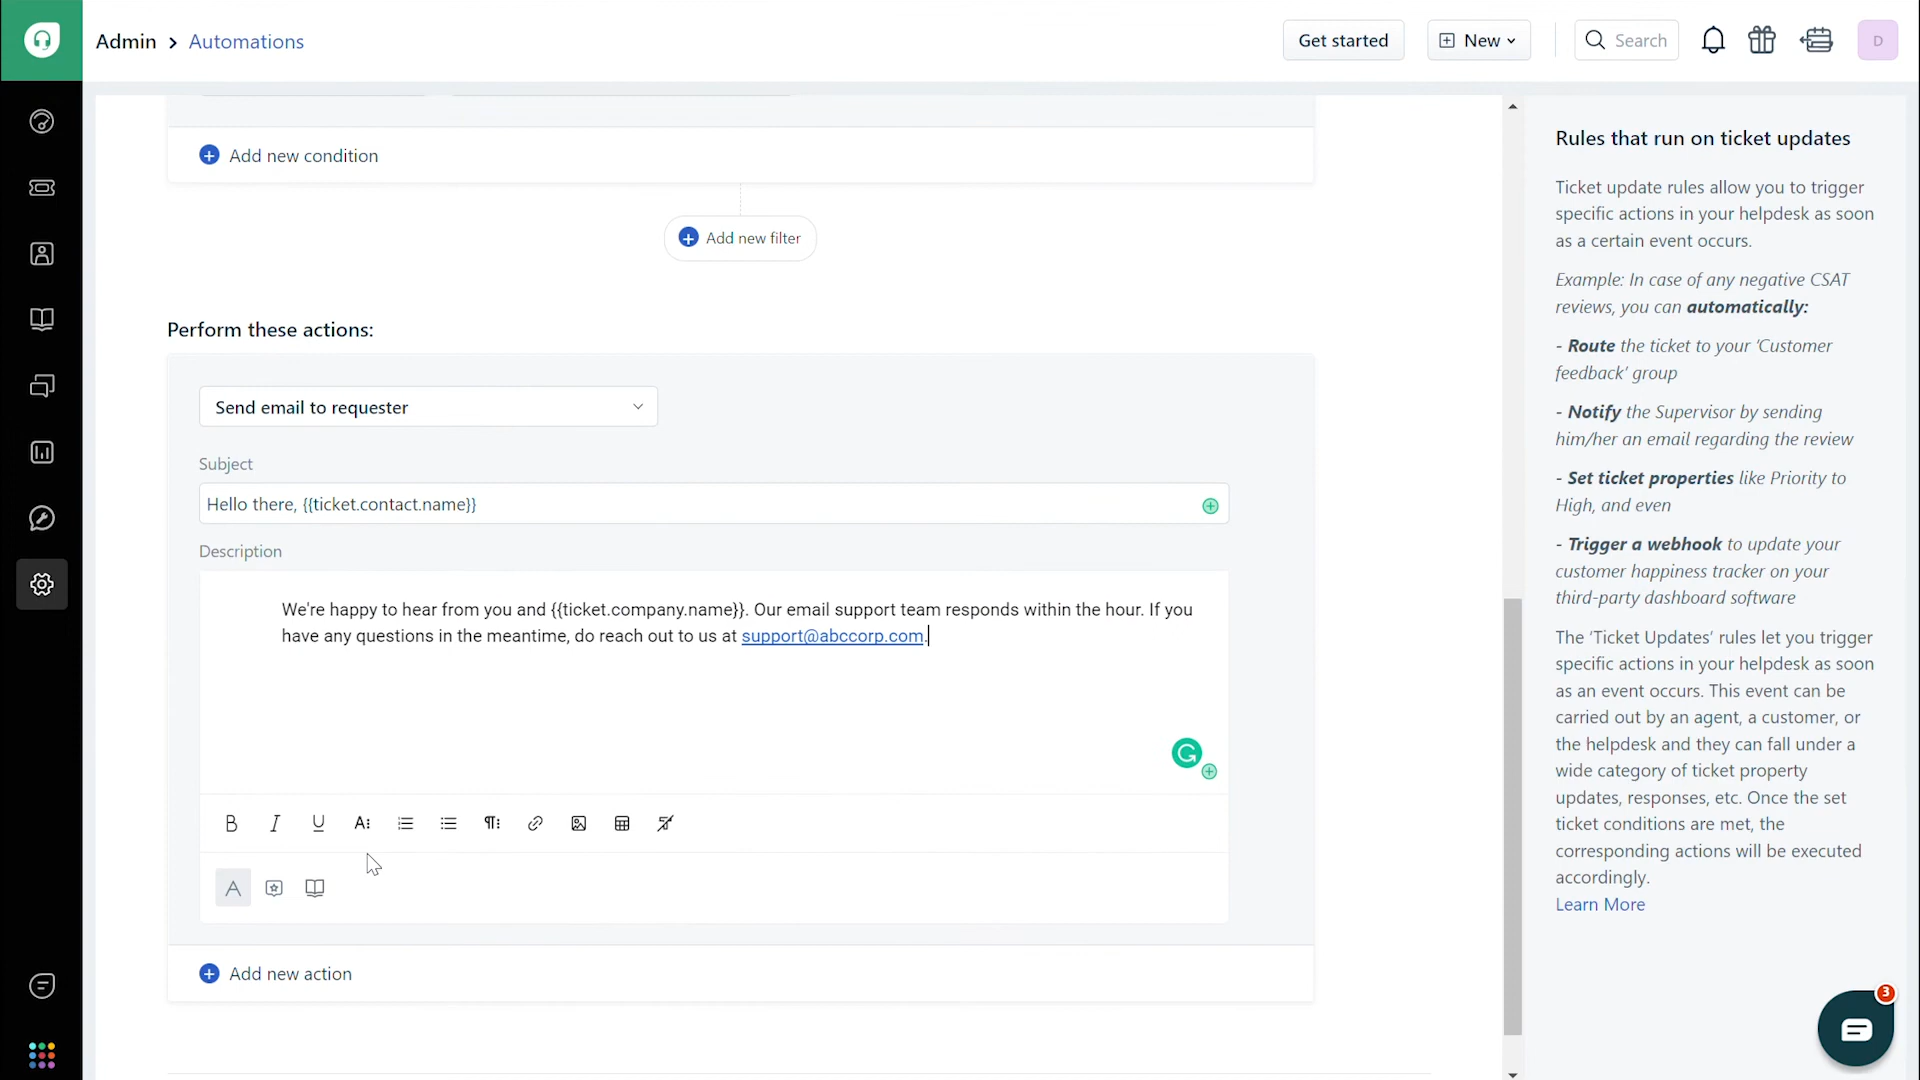 Admin > Automations
Get started
New
Search
D
Add new condition
Add new filter
Perform these actions:
Send email to requester
Subject
Hello there, {{ticket.contact.name}}
Description
We're happy to hear from you and {{ticket.company.name}}. Our email support team responds within the hour. If you
have any questions in the meantime, do reach out to us at support@abccorp.com.
Add new action
Rules that run on ticket updates
Ticket update rules allow you to trigger
specific actions in your helpdesk as soon
as a certain event occurs.
Example: In case of any negative CSAT
reviews, you can automatically:
- Route the ticket to your 'Customer
feedback' group
- Notify the Supervisor by sending
him/her an email regarding the review
- Set ticket properties like Priority to
High, and even
- Trigger a webhook to update your
customer happiness tracker on your
third-party dashboard software
The 'Ticket Updates' rules let you trigger
specific actions in your helpdesk as soon
as an event occurs. This event can be
carried out by an agent, a customer, or
the helpdesk and they can fall under a
wide category of ticket property
updates, responses, etc. Once the set
ticket conditions are met, the
corresponding actions will be executed
accordingly.
Learn More
3